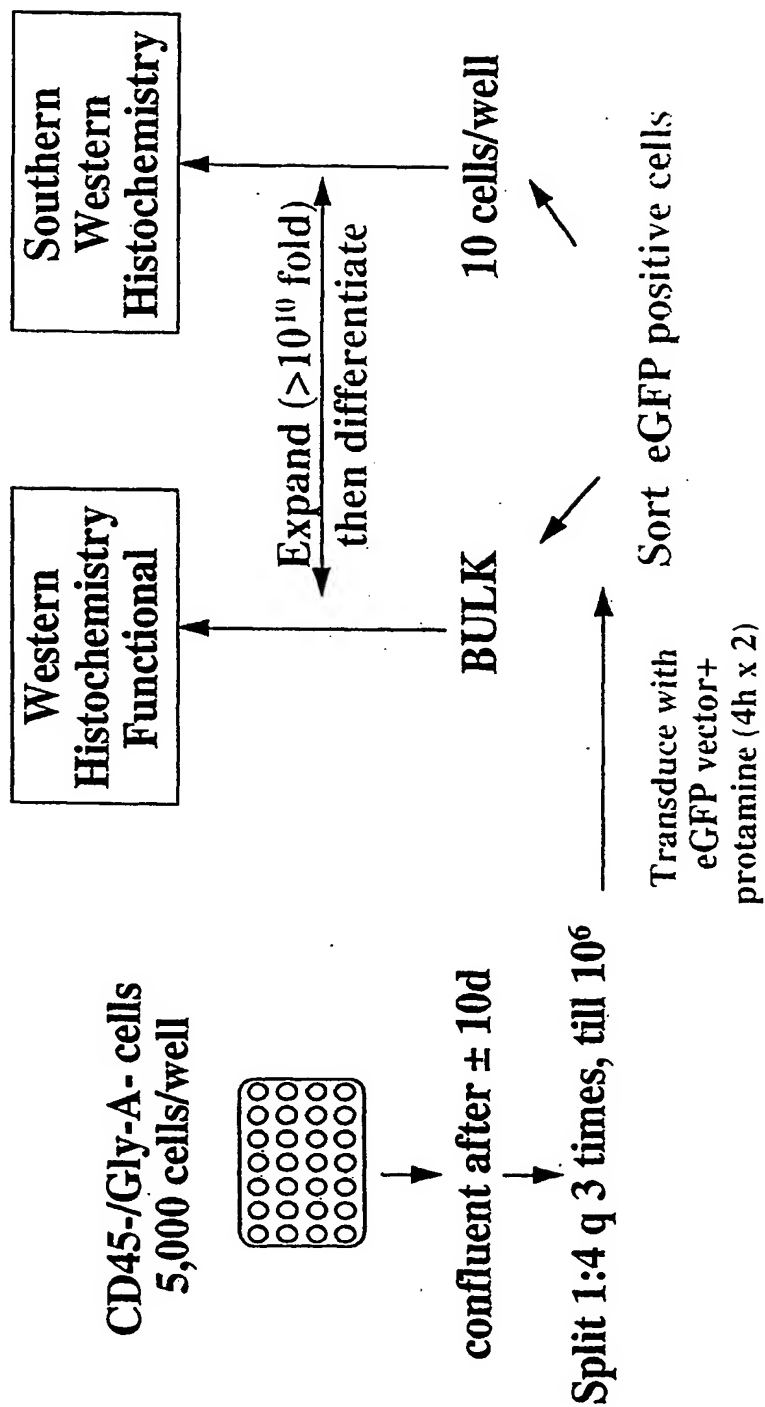 CD45-/Gly-A- cells
5,000 cells/well
confluent after ± 10d
Split 1:4 q 3 times, till 10⁶
Transduce with
eGFP vector+
protamine (4h x 2)
Sort eGFP positive cells
BULK
10 cells/well
Expand (>10¹⁰ fold)
then differentiate
Western
Histochemistry
Functional
Southern
Western
Histochemistry